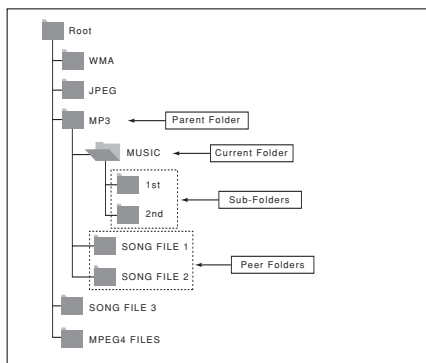 Root
WMA
JPEG
MP3
Parent Folder
MUSIC
Current Folder
1st
2nd
Sub-Folders
SONG FILE 1
SONG FILE 2
Peer Folders
SONG FILE 3
MPEG4 FILES